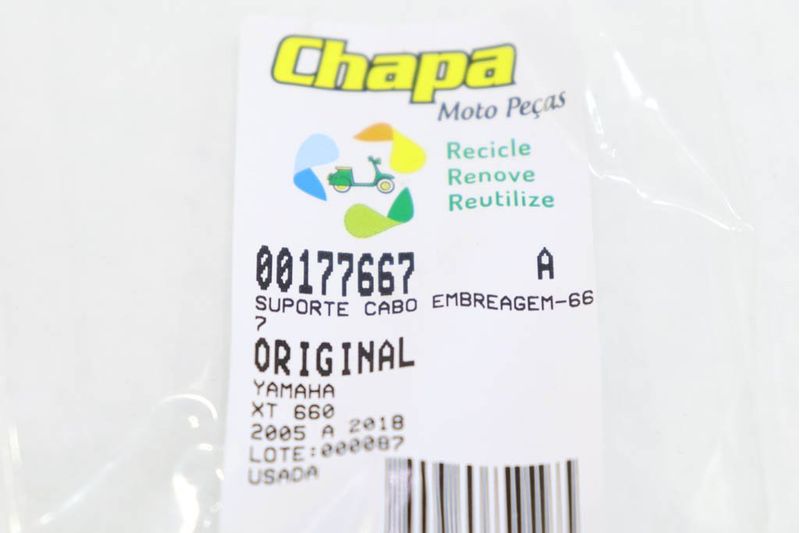 Chapa
Moto Peças
Recicle
Renove
Reutilize
00177667 A
SUPORTE CABO EMBREAGEM-66
7
ORIGINAL
YAMAHA
XT 660
2005 A 2018
LOTE:000087
USADA